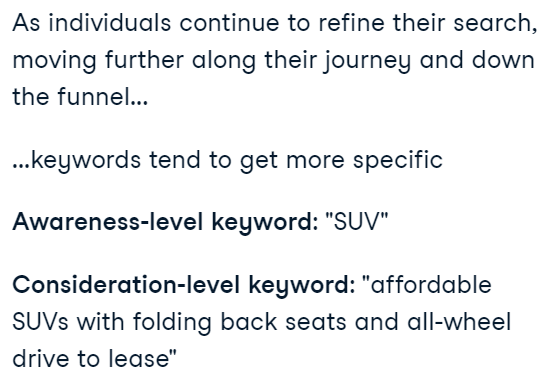 As individuals continue to refine their search,
moving further along their journey and down
the funnel...
...keywords tend to get more specific
Awareness-level keyword: "SUV"
Consideration-level keyword: "affordable
SUVs with folding back seats and all-wheel
drive to lease"